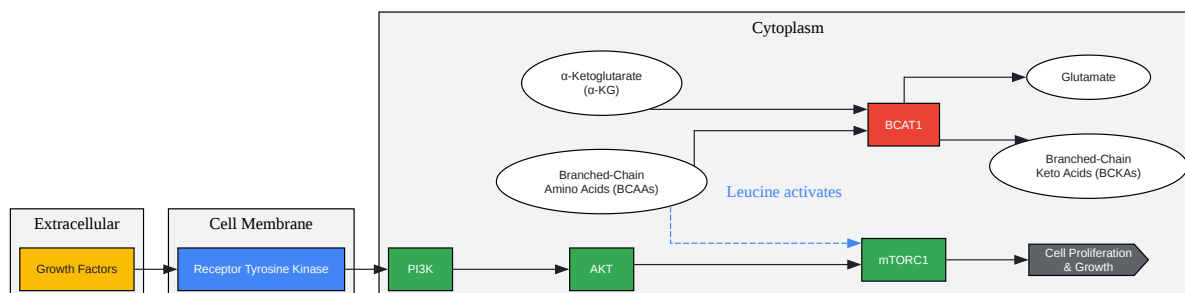 Cytoplasm
α-Ketoglutarate
(α-KG)
Glutamate
BCAT1
Branched-Chain
Amino Acids (BCAAs)
Branched-Chain
Keto Acids (BCKAs)
Leucine activates
Extracellular
Cell Membrane
Growth Factors
Receptor Tyrosine Kinase
PI3K
AKT
mTORC1
Cell Proliferation
& Growth